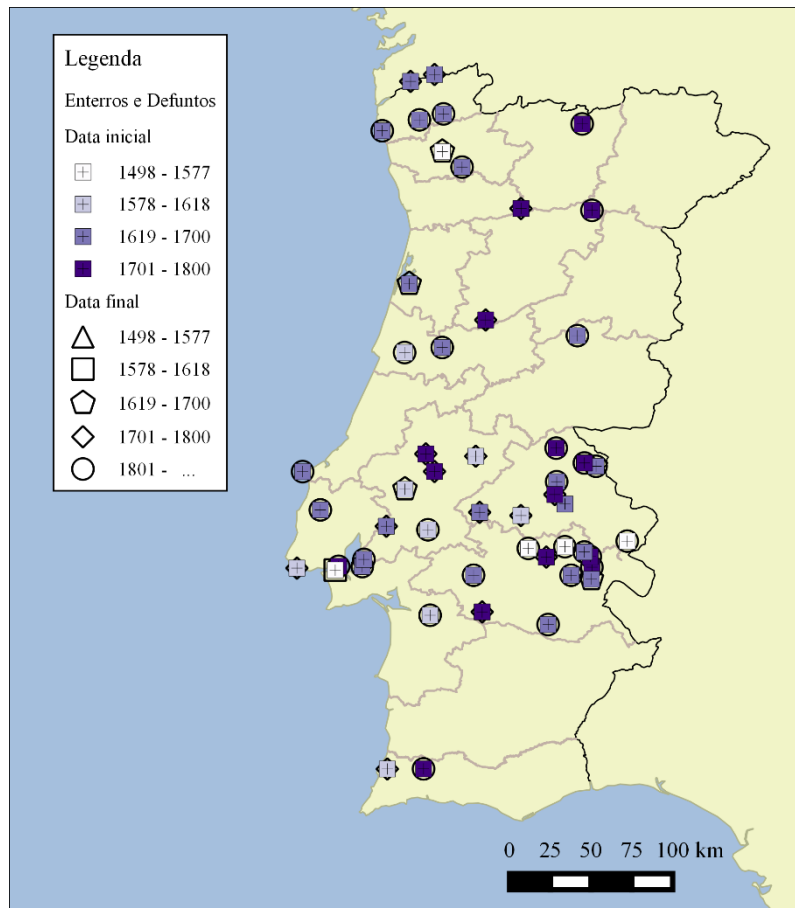 Legenda
Enterros e Defuntos
Data inicial
1498 - 1577
1578 - 1618
1619 - 1700
1701 - 1800
Data final
1498 - 1577
1578 - 1618
1619 - 1700
1701 - 1800
1801 - ...
0 25 50 75 100 km